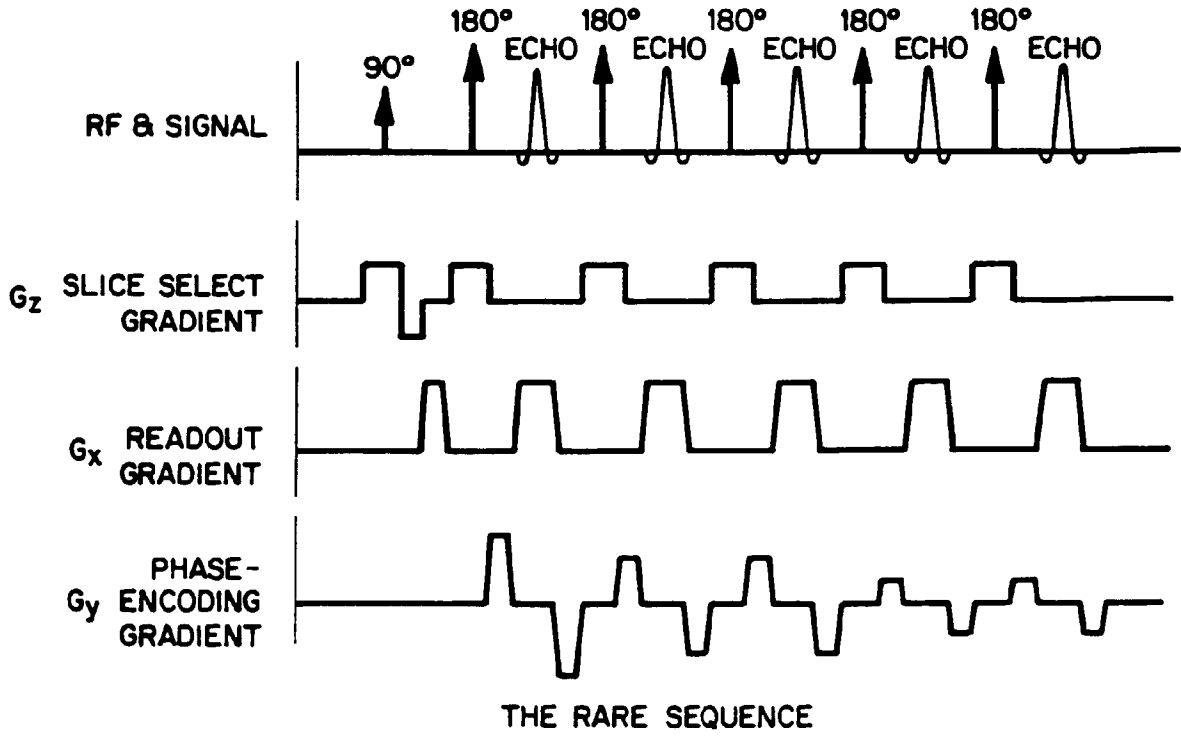 180° 180° 180° 180° 180°
90° ECHO ECHO ECHO ECHO ECHO
RF & SIGNAL
Gz SLICE SELECT
GRADIENT
Gx READOUT
GRADIENT
PHASE-
Gy ENCODING
GRADIENT
THE RARE SEQUENCE